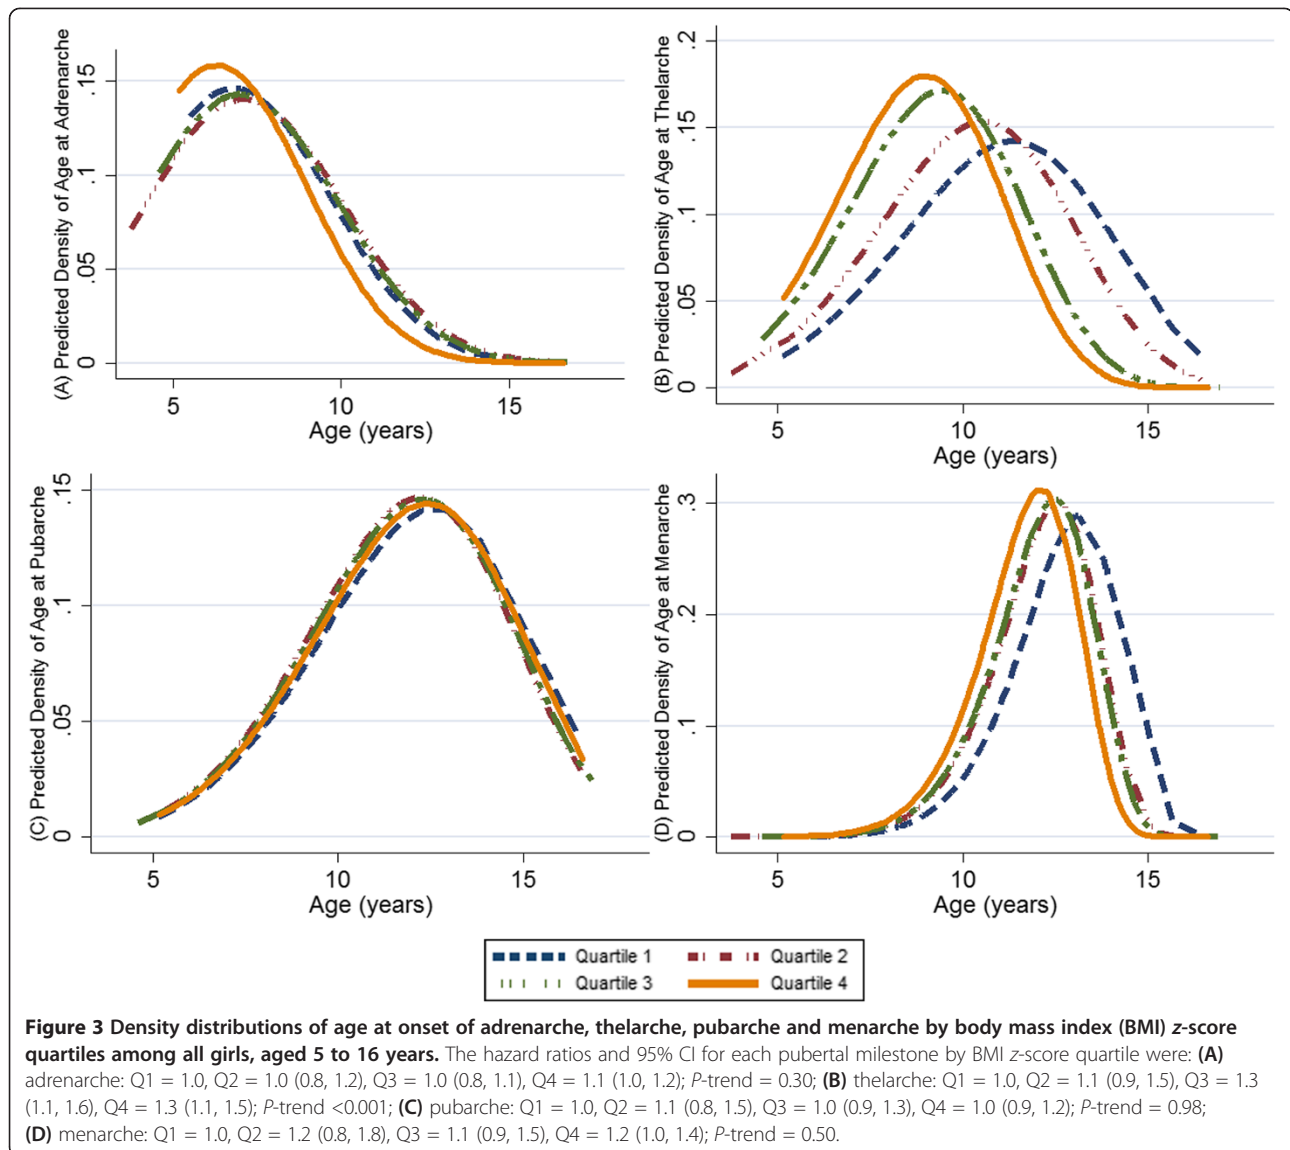 (A) Predicted Density of Age at Adrenarche
.15
.1
.05
0
5 10 15
Age (years)
(B) Predicted Density of Age at Thelarche
.2
.15
.1
.05
0
5 10 15
Age (years)
(C) Predicted Density of Age at Pubarche
.15
.1
.05
0
5 10 15
Age (years)
(D) Predicted Density of Age at Menarche
.3
.2
.1
0
5 10 15
Age (years)
Quartile 1 Quartile 2
Quartile 3 Quartile 4
Figure 3 Density distributions of age at onset of adrenarche, thelarche, pubarche and menarche by body mass index (BMI) z-score
quartiles among all girls, aged 5 to 16 years. The hazard ratios and 95% CI for each pubertal milestone by BMI z-score quartile were: (A)
adrenarche: Q1 = 1.0, Q2 = 1.0 (0.8, 1.2), Q3 = 1.0 (0.8, 1.1), Q4 = 1.1 (1.0, 1.2); P-trend = 0.30; (B) thelarche: Q1 = 1.0, Q2 = 1.1 (0.9, 1.5), Q3 = 1.3
(1.1, 1.6), Q4 = 1.3 (1.1, 1.5); P-trend <0.001; (C) pubarche: Q1 = 1.0, Q2 = 1.1 (0.8, 1.5), Q3 = 1.0 (0.9, 1.3), Q4 = 1.0 (0.9, 1.2); P-trend = 0.98;
(D) menarche: Q1 = 1.0, Q2 = 1.2 (0.8, 1.8), Q3 = 1.1 (0.9, 1.5), Q4 = 1.2 (1.0, 1.4); P-trend = 0.50.